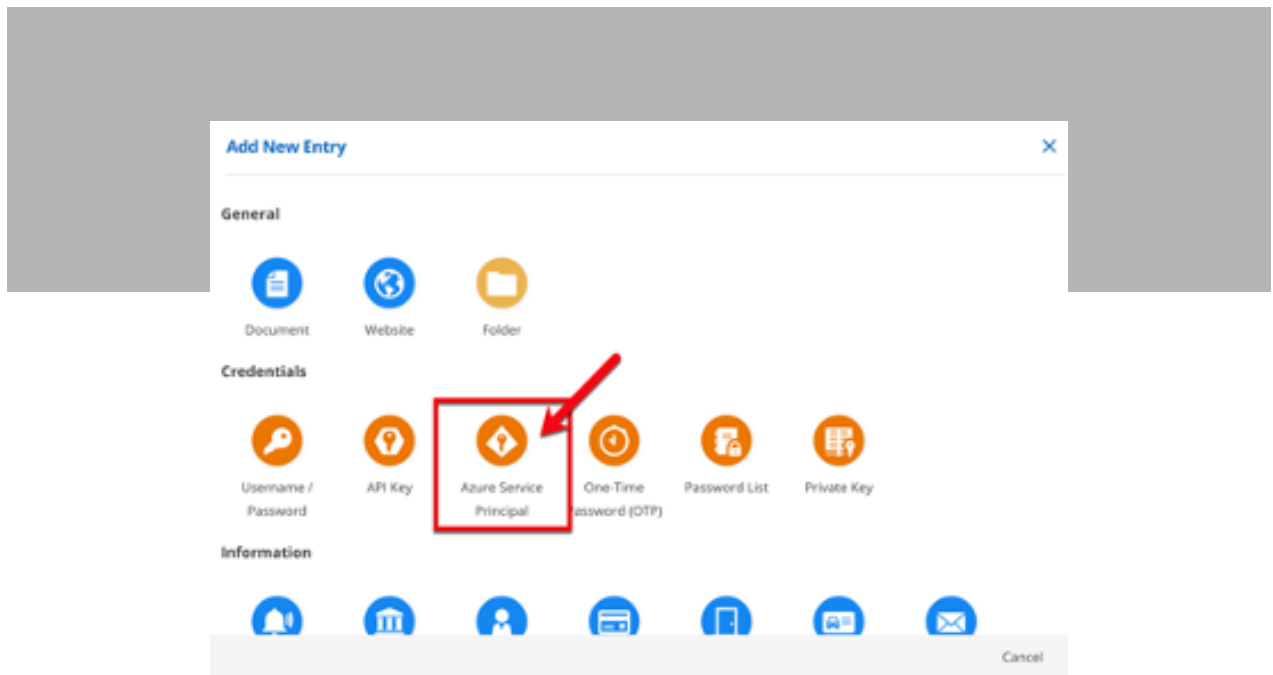 Add New Entry
General
Document Website Folder
Credentials
Username / API Key Azure Service One-Time Password List Private Key
Password Principal assword (OTP)
Information
Cancel